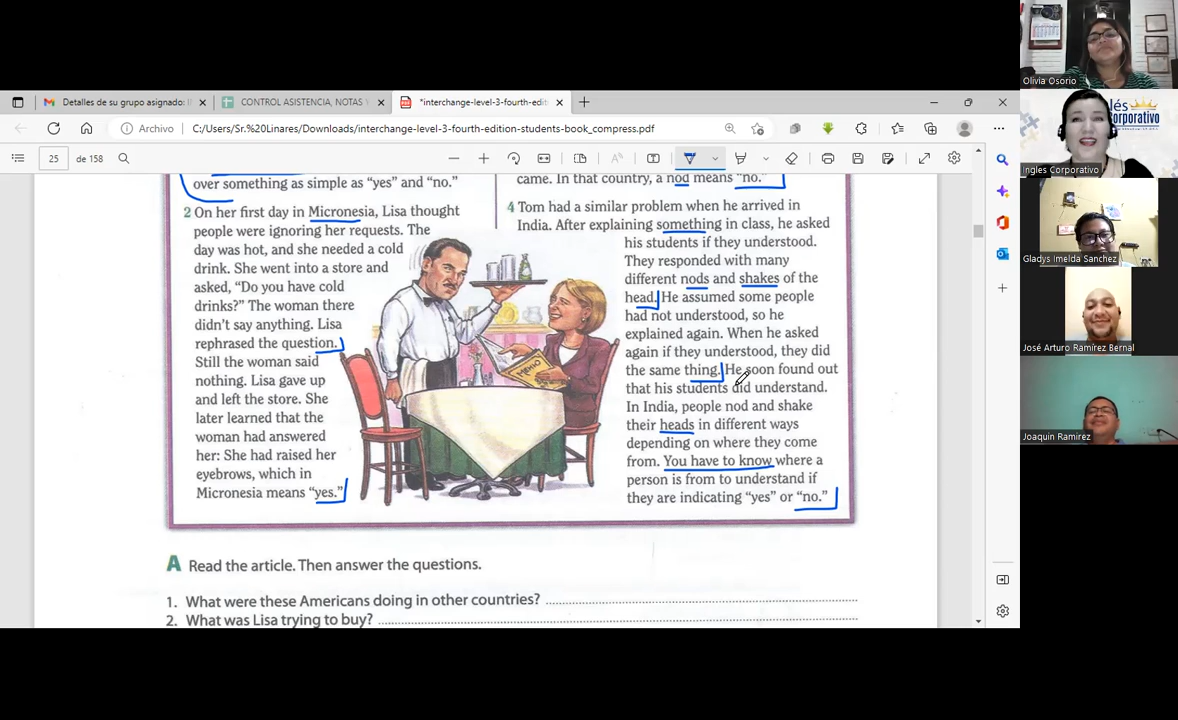 Detalles de su grupo asignado: I
CONTROL ASISTENCIA, NOTAS Y
*interchange-level-3-fourth-edit
Archivo
C:/Users/Sr.%20Linares/Downloads/interchange-level-3-fourth-edition-students-book_compress.pdf
25
de 158
over something as simple as "yes" and "no."
2 On her first day in Micronesia, Lisa thought
people were ignoring her requests. The
day was hot, and she needed a cold
drink. She went into a store and
asked, "Do you have cold
drinks?" The woman there
didn't say anything. Lisa
rephrased the question.
Still the woman said
nothing. Lisa gave up
and left the store. She
later learned that the
woman had answered
her: She had raised her
eyebrows, which in
Micronesia means "yes."
MENU
came. In that country, a nod means "no."
4 Tom had a similar problem when he arrived in
India. After explaining something in class, he asked
his students if they understood.
They responded with many
different nods and shakes of the
head. He assumed some people
had not understood, so he
explained again. When he asked
again if they understood, they did
the same thing. He soon found out
that his students did understand.
In India, people nod and shake
their heads in different ways
depending on where they come
from. You have to know where a
person is from to understand if
they are indicating "yes" or "no."
A Read the article. Then answer the questions.
1. What were these Americans doing in other countries?
2. What was Lisa trying to buy?
Olivia Osorio
lés
orporativo
Ingles Corporativo
Gladys Imelda Sanchez
José Arturo Ramírez Bernal
Joaquin Ramirez